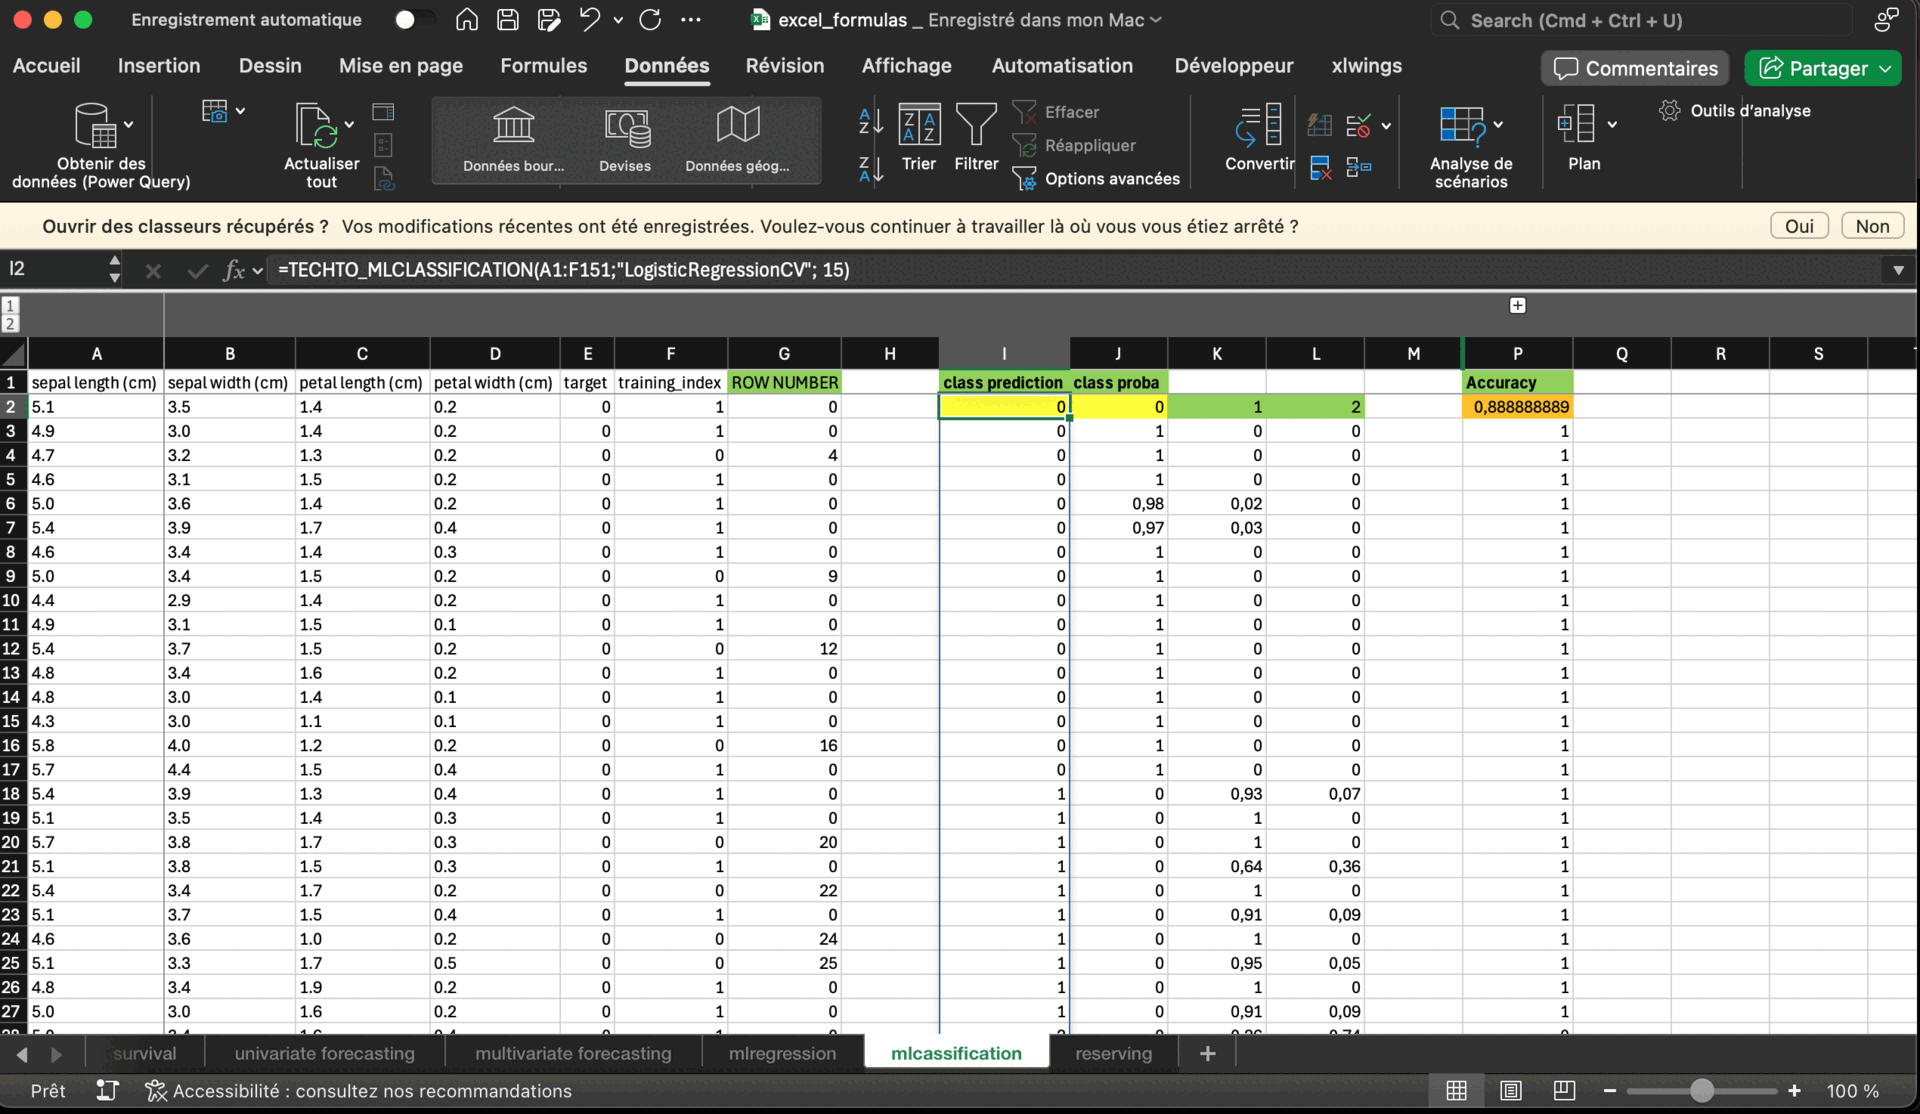 Enregistrement automatique
excel_formulas _ Enregistré dans mon Mac
Search (Cmd + Ctrl + U)
Accueil Insertion Dessin Mise en page Formules Données Révision Affichage Automatisation Développeur xlwings Commentaires Partager
Obtenir des données (Power Query)
Actualiser tout
Données bour...
Devises
Données géog...
Trier
Filtrer
Effacer
Réappliquer
Options avancées
Convertir
Analyse de scénarios
Plan
Outils d'analyse
Ouvrir des classeurs récupérés ? Vos modifications récentes ont été enregistrées. Voulez-vous continuer à travailler là où vous vous étiez arrêté ? Oui Non
I2 fx =TECHTO_MLCLASSIFICATION(A1:F151;"LogisticRegressionCV"; 15)
1
2
A B C D E F G H I J K L M P Q R S
1 sepal length (cm) sepal width (cm) petal length (cm) petal width (cm) target training_index ROW NUMBER class prediction class proba Accuracy
2 5.1 3.5 1.4 0.2 0 1 0 0 0 1 2 0,888888889
3 4.9 3.0 1.4 0.2 0 1 0 0 1 0 0 1
4 4.7 3.2 1.3 0.2 0 0 4 0 1 0 0 1
5 4.6 3.1 1.5 0.2 0 1 0 0 1 0 0 1
6 5.0 3.6 1.4 0.2 0 1 0 0 0,98 0,02 0 1
7 5.4 3.9 1.7 0.4 0 1 0 0 0,97 0,03 0 1
8 4.6 3.4 1.4 0.3 0 1 0 0 1 0 0 1
9 5.0 3.4 1.5 0.2 0 0 9 0 1 0 0 1
10 4.4 2.9 1.4 0.2 0 1 0 0 1 0 0 1
11 4.9 3.1 1.5 0.1 0 1 0 0 1 0 0 1
12 5.4 3.7 1.5 0.2 0 0 12 0 1 0 0 1
13 4.8 3.4 1.6 0.2 0 1 0 0 1 0 0 1
14 4.8 3.0 1.4 0.1 0 1 0 0 1 0 0 1
15 4.3 3.0 1.1 0.1 0 1 0 0 1 0 0 1
16 5.8 4.0 1.2 0.2 0 0 16 0 1 0 0 1
17 5.7 4.4 1.5 0.4 0 1 0 0 1 0 0 1
18 5.4 3.9 1.3 0.4 0 1 0 1 0 0,93 0,07 1
19 5.1 3.5 1.4 0.3 0 1 0 1 0 1 0 1
20 5.7 3.8 1.7 0.3 0 0 20 1 0 1 0 1
21 5.1 3.8 1.5 0.3 0 1 0 1 0 0,64 0,36 1
22 5.4 3.4 1.7 0.2 0 0 22 1 0 1 0 1
23 5.1 3.7 1.5 0.4 0 1 0 1 0 0,91 0,09 1
24 4.6 3.6 1.0 0.2 0 0 24 1 0 1 0 1
25 5.1 3.3 1.7 0.5 0 0 25 1 0 0,95 0,05 1
26 4.8 3.4 1.9 0.2 0 1 0 1 0 1 0 1
27 5.0 3.0 1.6 0.2 0 1 0 1 0 0,91 0,09 1
survival univariate forecasting multivariate forecasting mlregression mlcassification reserving
Prêt Accessibilité : consultez nos recommandations 100 %